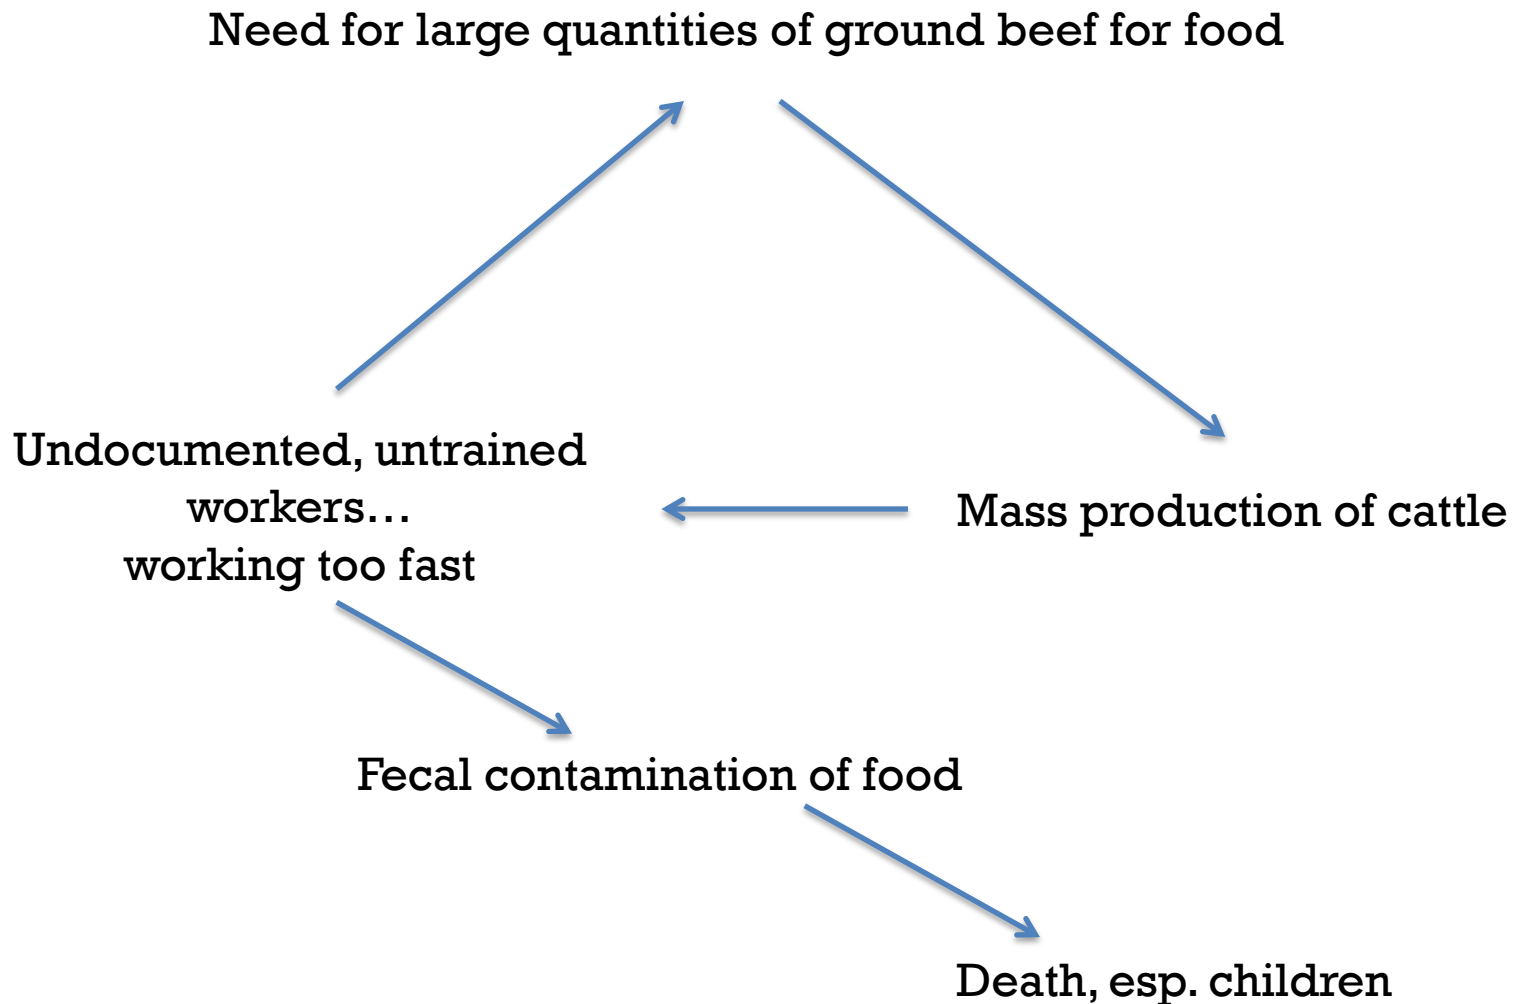 Need for large quantities of ground beef for food
Undocumented, untrained
workers…
working too fast
Mass production of cattle
Fecal contamination of food
Death, esp. children